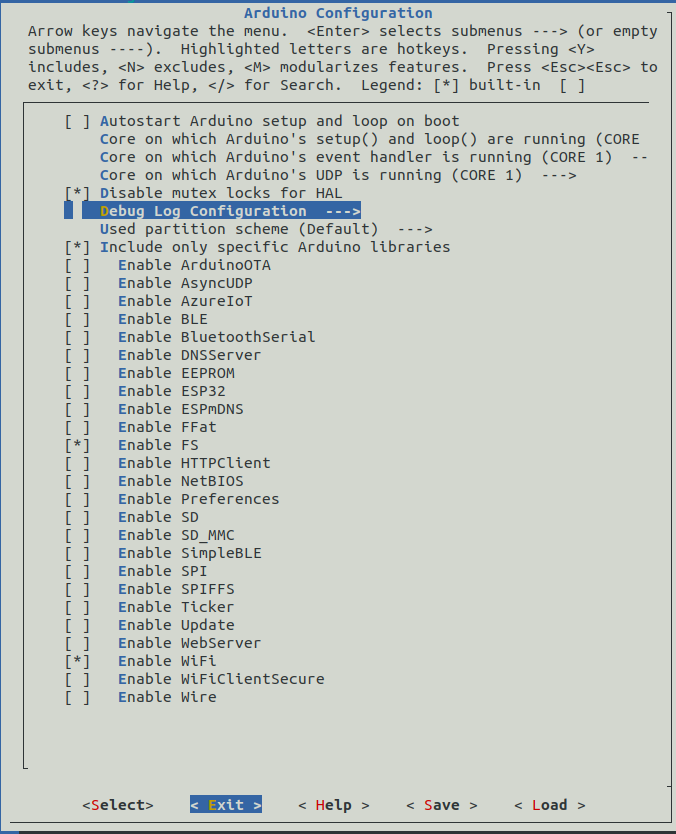 Arduino Configuration
Arrow keys navigate the menu.  <Enter> selects submenus ---> (or empty
submenus ----).  Highlighted letters are hotkeys.  Pressing <Y>
includes, <N> excludes, <M> modularizes features.  Press <Esc><Esc> to
exit, <?> for Help, </> for Search.  Legend: [*] built-in  [ ]
[ ] Autostart Arduino setup and loop on boot
Core on which Arduino's setup() and loop() are running (CORE
Core on which Arduino's event handler is running (CORE 1)  --
Core on which Arduino's UDP is running (CORE 1)  --->
[*] Disable mutex locks for HAL
Debug Log Configuration  --->
Used partition scheme (Default)  --->
[*] Include only specific Arduino libraries
[ ]   Enable ArduinoOTA
[ ]   Enable AsyncUDP
[ ]   Enable AzureIoT
[ ]   Enable BLE
[ ]   Enable BluetoothSerial
[ ]   Enable DNSServer
[ ]   Enable EEPROM
[ ]   Enable ESP32
[ ]   Enable ESPmDNS
[ ]   Enable FFat
[*]   Enable FS
[ ]   Enable HTTPClient
[ ]   Enable NetBIOS
[ ]   Enable Preferences
[ ]   Enable SD
[ ]   Enable SD_MMC
[ ]   Enable SimpleBLE
[ ]   Enable SPI
[ ]   Enable SPIFFS
[ ]   Enable Ticker
[ ]   Enable Update
[ ]   Enable WebServer
[*]   Enable WiFi
[ ]   Enable WiFiClientSecure
[ ]   Enable Wire
<Select>    < Exit >    < Help >    < Save >    < Load >